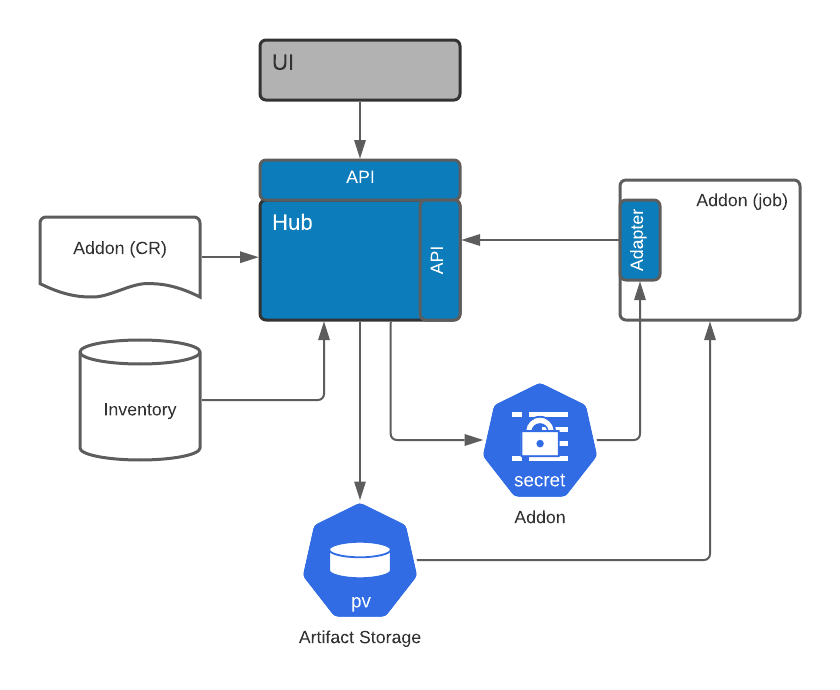 UI
API
Addon (job)
Hub
Adapter
Addon (CR)
API
Inventory
secret
Addon
pv
Artifact Storage